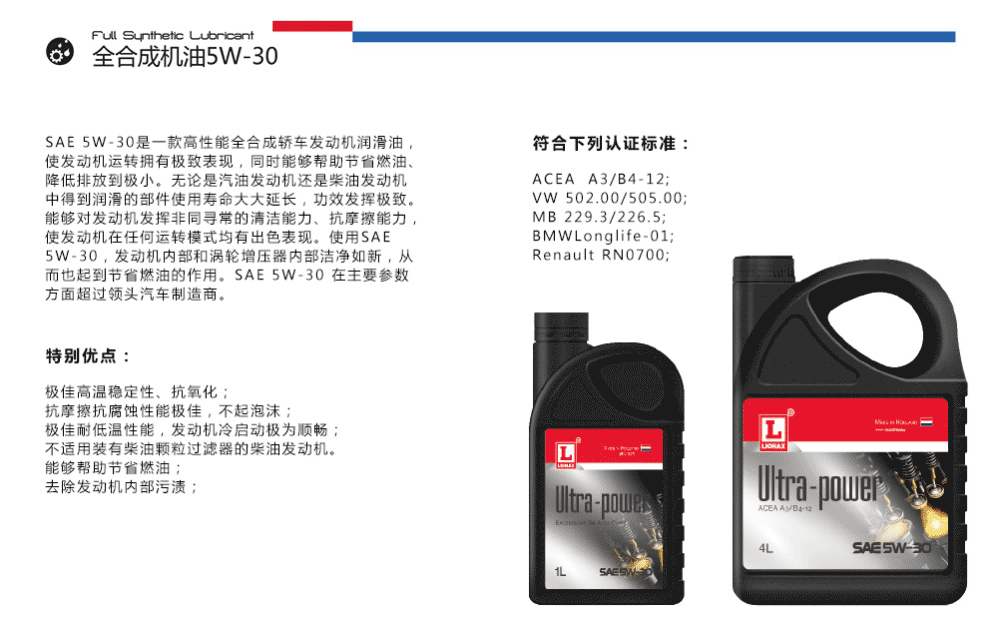 Full Synthetic Lubricant
全合成机油5W-30
SAE 5W-30是一款高性能全合成轿车发动机润滑油，
使发动机运转拥有极致表现，同时能够帮助节省燃油、
降低排放到极小。无论是汽油发动机还是柴油发动机
中得到润滑的部件使用寿命大大延长，功效发挥极致。
能够对发动机发挥非同寻常的清洁能力、抗摩擦能力，
使发动机在任何运转模式均有出色表现。使用SAE
5W-30，发动机内部和涡轮增压器内部洁净如新，从
而也起到节省燃油的作用。SAE 5W-30 在主要参数
方面超过领头汽车制造商。
特别优点：
极佳高温稳定性、抗氧化；
抗摩擦抗腐蚀性能极佳，不起泡沫；
极佳耐低温性能，发动机冷启动极为顺畅；
不适用装有柴油颗粒过滤器的柴油发动机。
能够帮助节省燃油；
去除发动机内部污渍；
符合下列认证标准：
ACEA A3/B4-12;
VW 502.00/505.00;
MB 229.3/226.5;
BMWLonglife-01;
Renault RN0700;
L
LIOMAX
Made in Holland
Ultra-power
1L
SAE5W-30
L
LIOMAX
Made in Holland
Ultra-power
ACEA A3/B4-12
4L
SAE5W-30